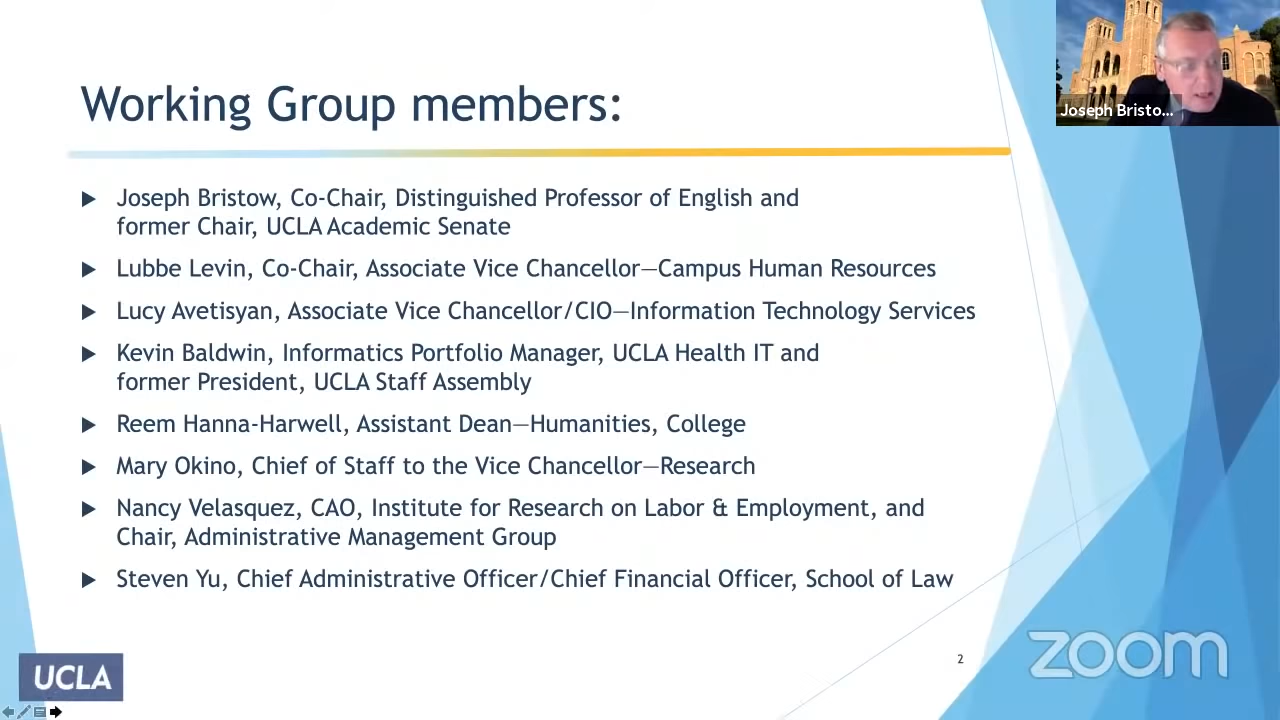 Working Group members:
Joseph Bristo...
Joseph Bristow, Co-Chair, Distinguished Professor of English and
former Chair, UCLA Academic Senate
Lubbe Levin, Co-Chair, Associate Vice Chancellor—Campus Human Resources
Lucy Avetisyan, Associate Vice Chancellor/CIO—Information Technology Services
Kevin Baldwin, Informatics Portfolio Manager, UCLA Health IT and
former President, UCLA Staff Assembly
Reem Hanna-Harwell, Assistant Dean—Humanities, College
Mary Okino, Chief of Staff to the Vice Chancellor—Research
Nancy Velasquez, CAO, Institute for Research on Labor & Employment, and
Chair, Administrative Management Group
Steven Yu, Chief Administrative Officer/Chief Financial Officer, School of Law
2
zoom
UCLA